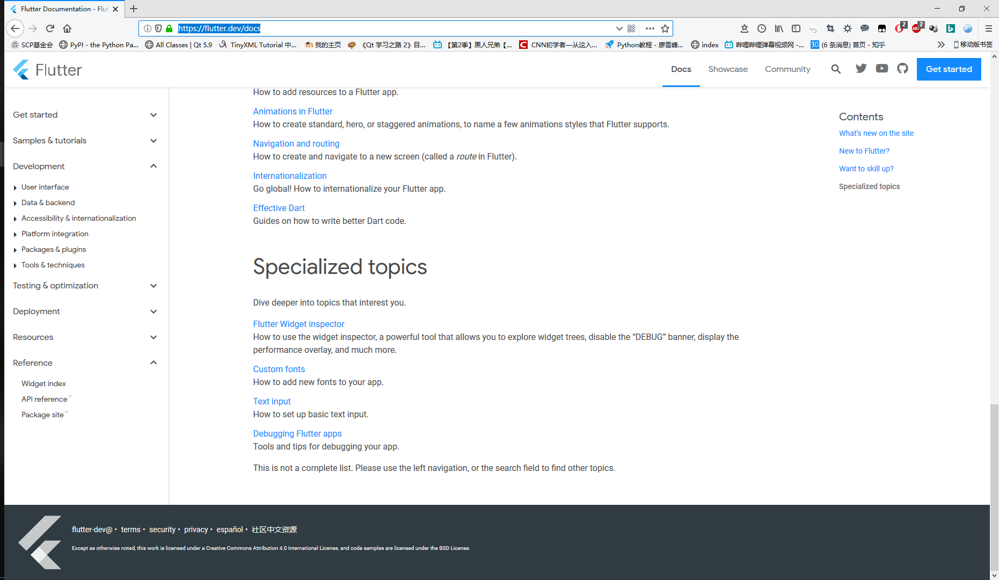 Flutter Documentation - Flut
https://flutter.dev/docs
2
ABP
2
SCP基金会
PyPI - the Python Pa...
All Classes | Qt 5.9
TinyXML Tutorial 中...
我的主页
《Qt 学习之路 2》目...
【第2季】黑人兄弟【...
CNN初学者—从这入...
Python教程 - 廖雪峰...
index
哔哩哔哩弹幕视频网 -...
知 (6 条消息) 首页 - 知乎
移动版书签
Flutter
Docs
Showcase
Community
Get started
Get started
Samples & tutorials
Development
User interface
Data & backend
Accessibility & internationalization
Platform integration
Packages & plugins
Tools & techniques
Testing & optimization
Deployment
Resources
Reference
Widget index
API reference
Package site
How to add resources to a Flutter app.
Animations in Flutter
How to create standard, hero, or staggered animations, to name a few animations styles that Flutter supports.
Navigation and routing
How to create and navigate to a new screen (called a route in Flutter).
Internationalization
Go global! How to internationalize your Flutter app.
Effective Dart
Guides on how to write better Dart code.
Specialized topics
Dive deeper into topics that interest you.
Flutter Widget inspector
How to use the widget inspector, a powerful tool that allows you to explore widget trees, disable the “DEBUG” banner, display the
performance overlay, and much more.
Custom fonts
How to add new fonts to your app.
Text input
How to set up basic text input.
Debugging Flutter apps
Tools and tips for debugging your app.
This is not a complete list. Please use the left navigation, or the search field to find other topics.
Contents
What's new on the site
New to Flutter?
Want to skill up?
Specialized topics
flutter-dev@ • terms • security • privacy • español • 社区中文资源
Except as otherwise noted, this work is licensed under a Creative Commons Attribution 4.0 International License, and code samples are licensed under the BSD License.